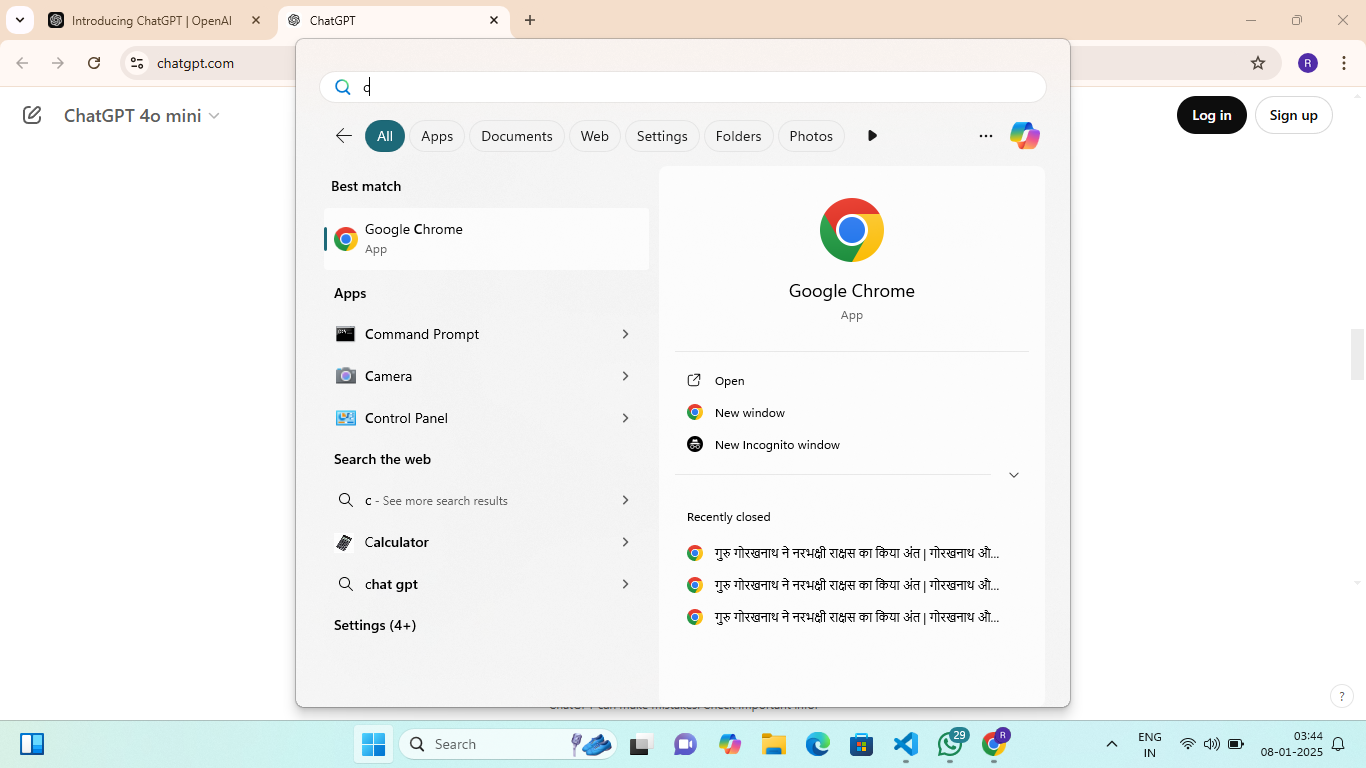 Introducing ChatGPT | OpenAI
ChatGPT
chatgpt.com
R
ChatGPT 4o mini
Log in
Sign up
c
All
Apps
Documents
Web
Settings
Folders
Photos
Best match
Google Chrome
App
Apps
Command Prompt
Camera
Control Panel
Search the web
c - See more search results
Calculator
chat gpt
Settings (4+)
Google Chrome
App
Open
New window
New Incognito window
Recently closed
गुरु गोरखनाथ ने नरभक्षी राक्षस का किया अंत | गोरखनाथ औ...
गुरु गोरखनाथ ने नरभक्षी राक्षस का किया अंत | गोरखनाथ औ...
गुरु गोरखनाथ ने नरभक्षी राक्षस का किया अंत | गोरखनाथ औ...
ChatGPT can make mistakes. Check important info.
?
Search
29
R
ENG
IN
03:44
08-01-2025